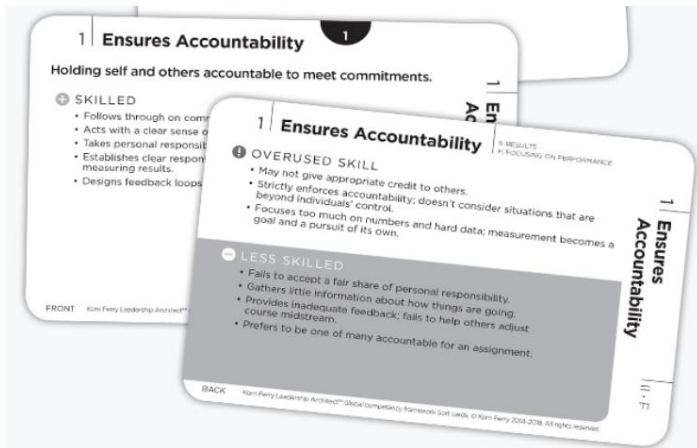 1 Ensures Accountability
1
Holding self and others accountable to meet commitments.
SKILLED
• Follows through on
• Acts with a clear sense
• Takes personal
• Establishes clear
measuring results.
• Designs feedback loops
1
En
FRONT Korn Ferry Leadership Architect™
1 Ensures Accountability
II. RESULTS
F. FOCUSING ON PERFORMANCE
OVERUSED SKILL
• May not give appropriate credit to others.
• Strictly enforces accountability; doesn't consider situations that are
beyond individuals' control.
• Focuses too much on numbers and hard data; measurement becomes a
goal and a pursuit of its own.
LESS SKILLED
• Fails to accept a fair share of personal responsibility.
• Gathers little information about how things are going.
• Provides inadequate feedback; fails to help others adjust
course midstream.
• Prefers to be one of many accountable for an assignment.
1
Ensures
Accountability
II · F
BACK Korn Ferry Leadership Architect™ Global competency framework Sort cards. © Korn Ferry 2014-2018. All rights reserved.